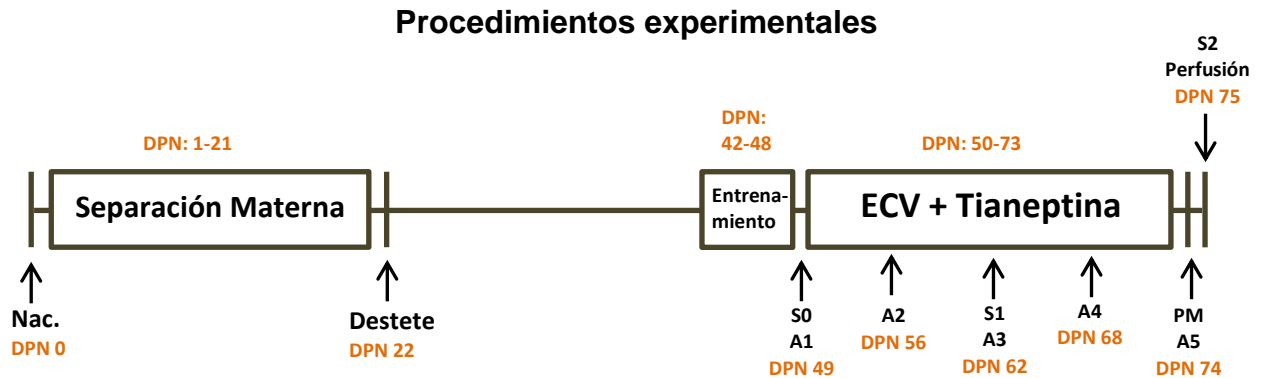 Procedimientos experimentales
S2
Perfusión
DPN 75
DPN: 1-21
DPN:
42-48
DPN: 50-73
Separación Materna
Entrena-
miento
ECV + Tianeptina
Nac.
DPN 0
Destete
DPN 22
S0
A1
DPN 49
A2
DPN 56
S1
A3
DPN 62
A4
DPN 68
PM
A5
DPN 74